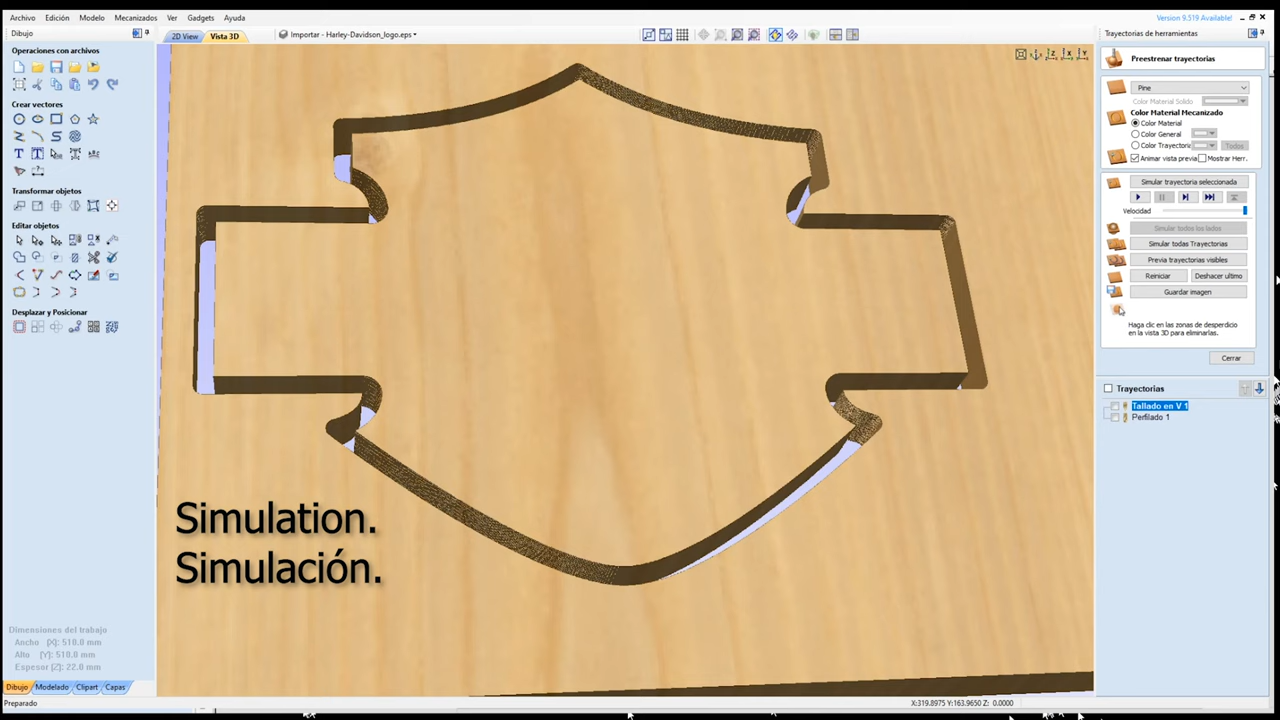 Archivo Edición Modelo Mecanizados Ver Gadgets Ayuda
Version 9.519 Available!
Dibujo
2D View Vista 3D
Importar - Harley-Davidson_logo.eps
Trayectorias de herramientas
Operaciones con archivos
Crear vectores
Transformar objetos
Editar objetos
Desplazar y Posicionar
Preestrenar trayectorias
Pine
Color Material Solido
Color Material Mecanizado
Color Material
Color General
Color Trayectoria
Todos
Animar vista previa Mostrar Herr.
Simular trayectoria seleccionada
Velocidad
Simular todos los lados
Simular todas Trayectorias
Previa trayectorias visibles
Reiniciar Deshacer ultimo
Guardar imagen
Haga clic en las zonas de desperdicio
en la vista 3D para eliminarlas.
Cerrar
Trayectorias
Tallado en V 1
Perfilado 1
Simulation.
Simulación.
Dimensiones del trabajo
Ancho [X]: 510.0 mm
Alto [Y]: 510.0 mm
Espesor [Z]: 22.0 mm
Dibujo Modelado Clipart Capas
Preparado
X:319.8975 Y:163.9650 Z: 0.0000